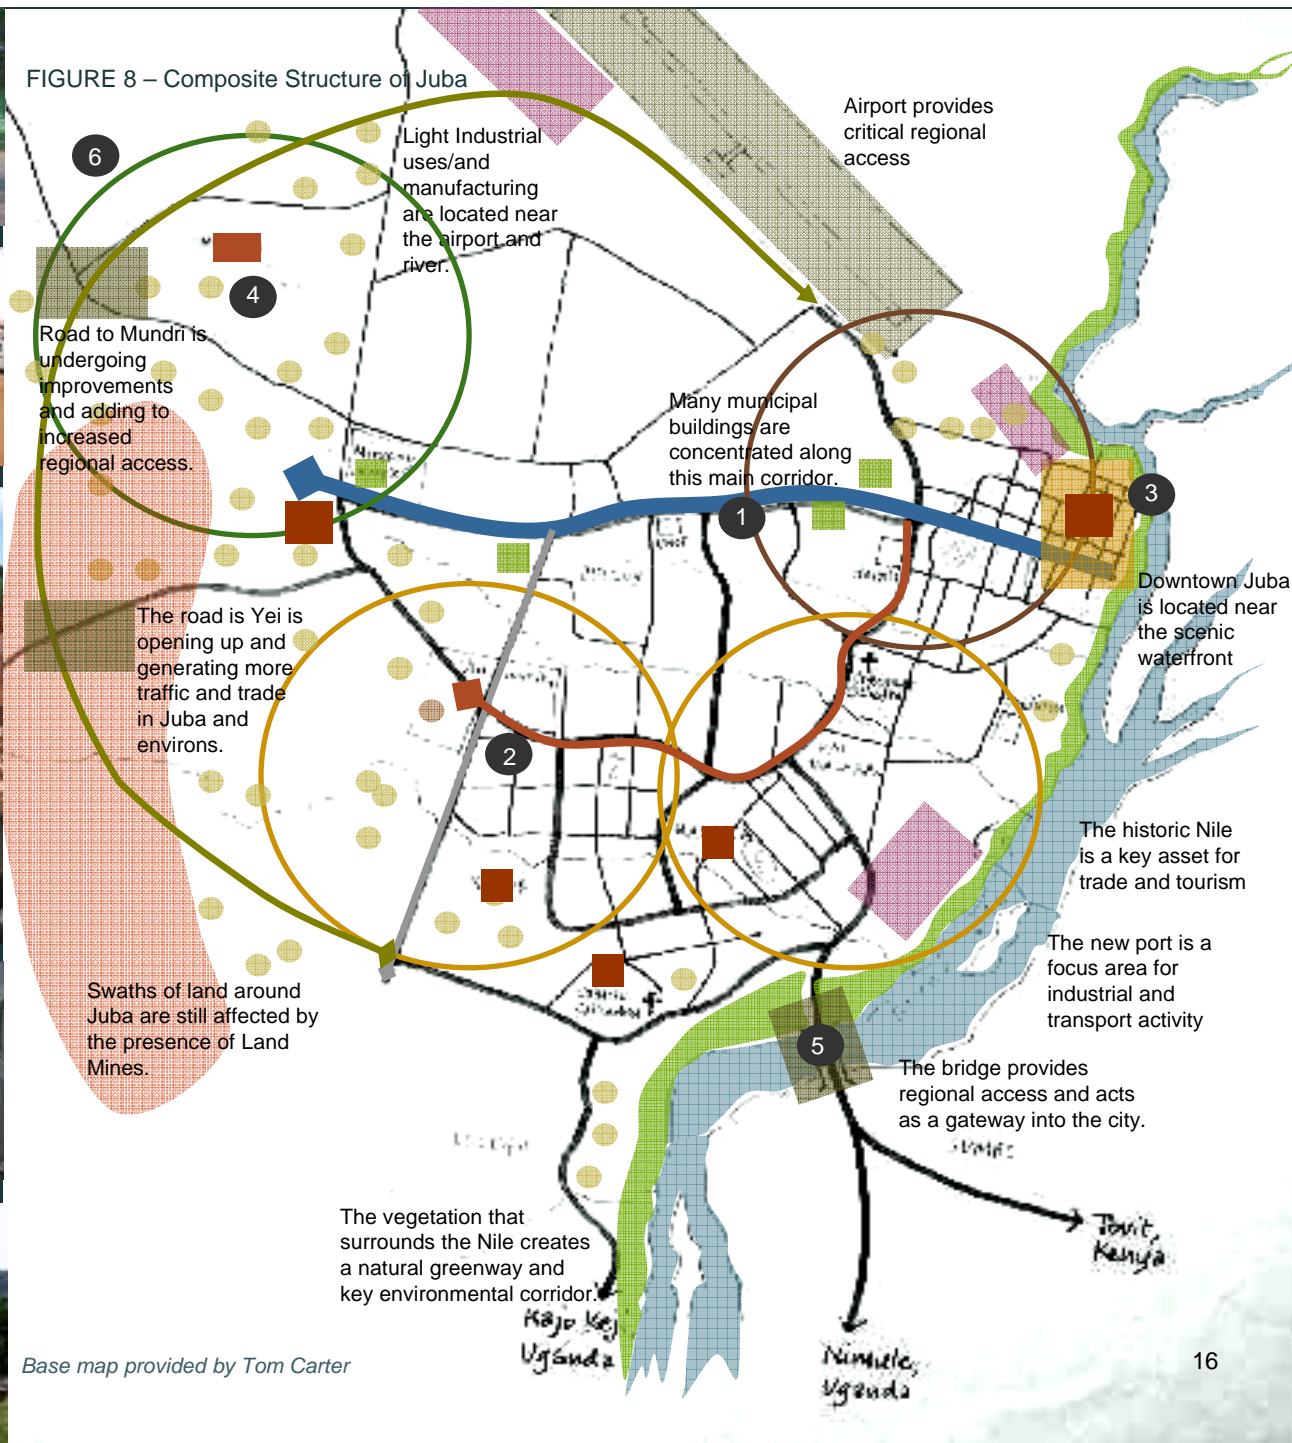 FIGURE 8 – Composite Structure of Juba
Airport provides
critical regional
access
6
Light Industrial
uses/and
manufacturing
are located near
the airport and
river.
4
Road to Mundri is
undergoing
improvements
and adding to
increased
regional access.
Many municipal
buildings are
concentrated along
this main corridor.
1
3
Downtown Juba
is located near
the scenic
waterfront
The road is Yei is
opening up and
generating more
traffic and trade
in Juba and
environs.
2
The historic Nile
is a key asset for
trade and tourism
The new port is a
focus area for
industrial and
transport activity
Swaths of land around
Juba are still affected by
the presence of Land
Mines.
5
The bridge provides
regional access and acts
as a gateway into the city.
The vegetation that
surrounds the Nile creates
a natural greenway and
key environmental corridor.
Kenya
Kajo Kej
Uganda
Nimule,
Uganda
Base map provided by Tom Carter
16